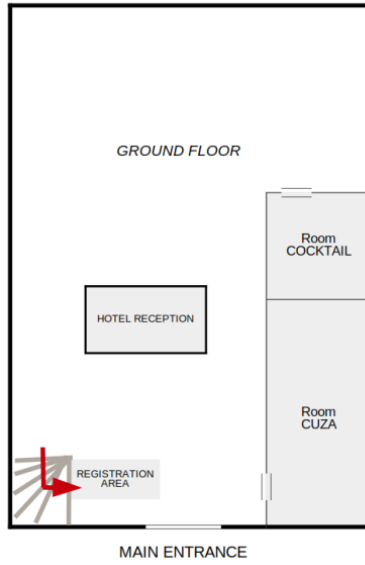 GROUND FLOOR
Room
COCKTAIL
HOTEL RECEPTION
Room
CUZA
REGISTRATION
AREA
MAIN ENTRANCE